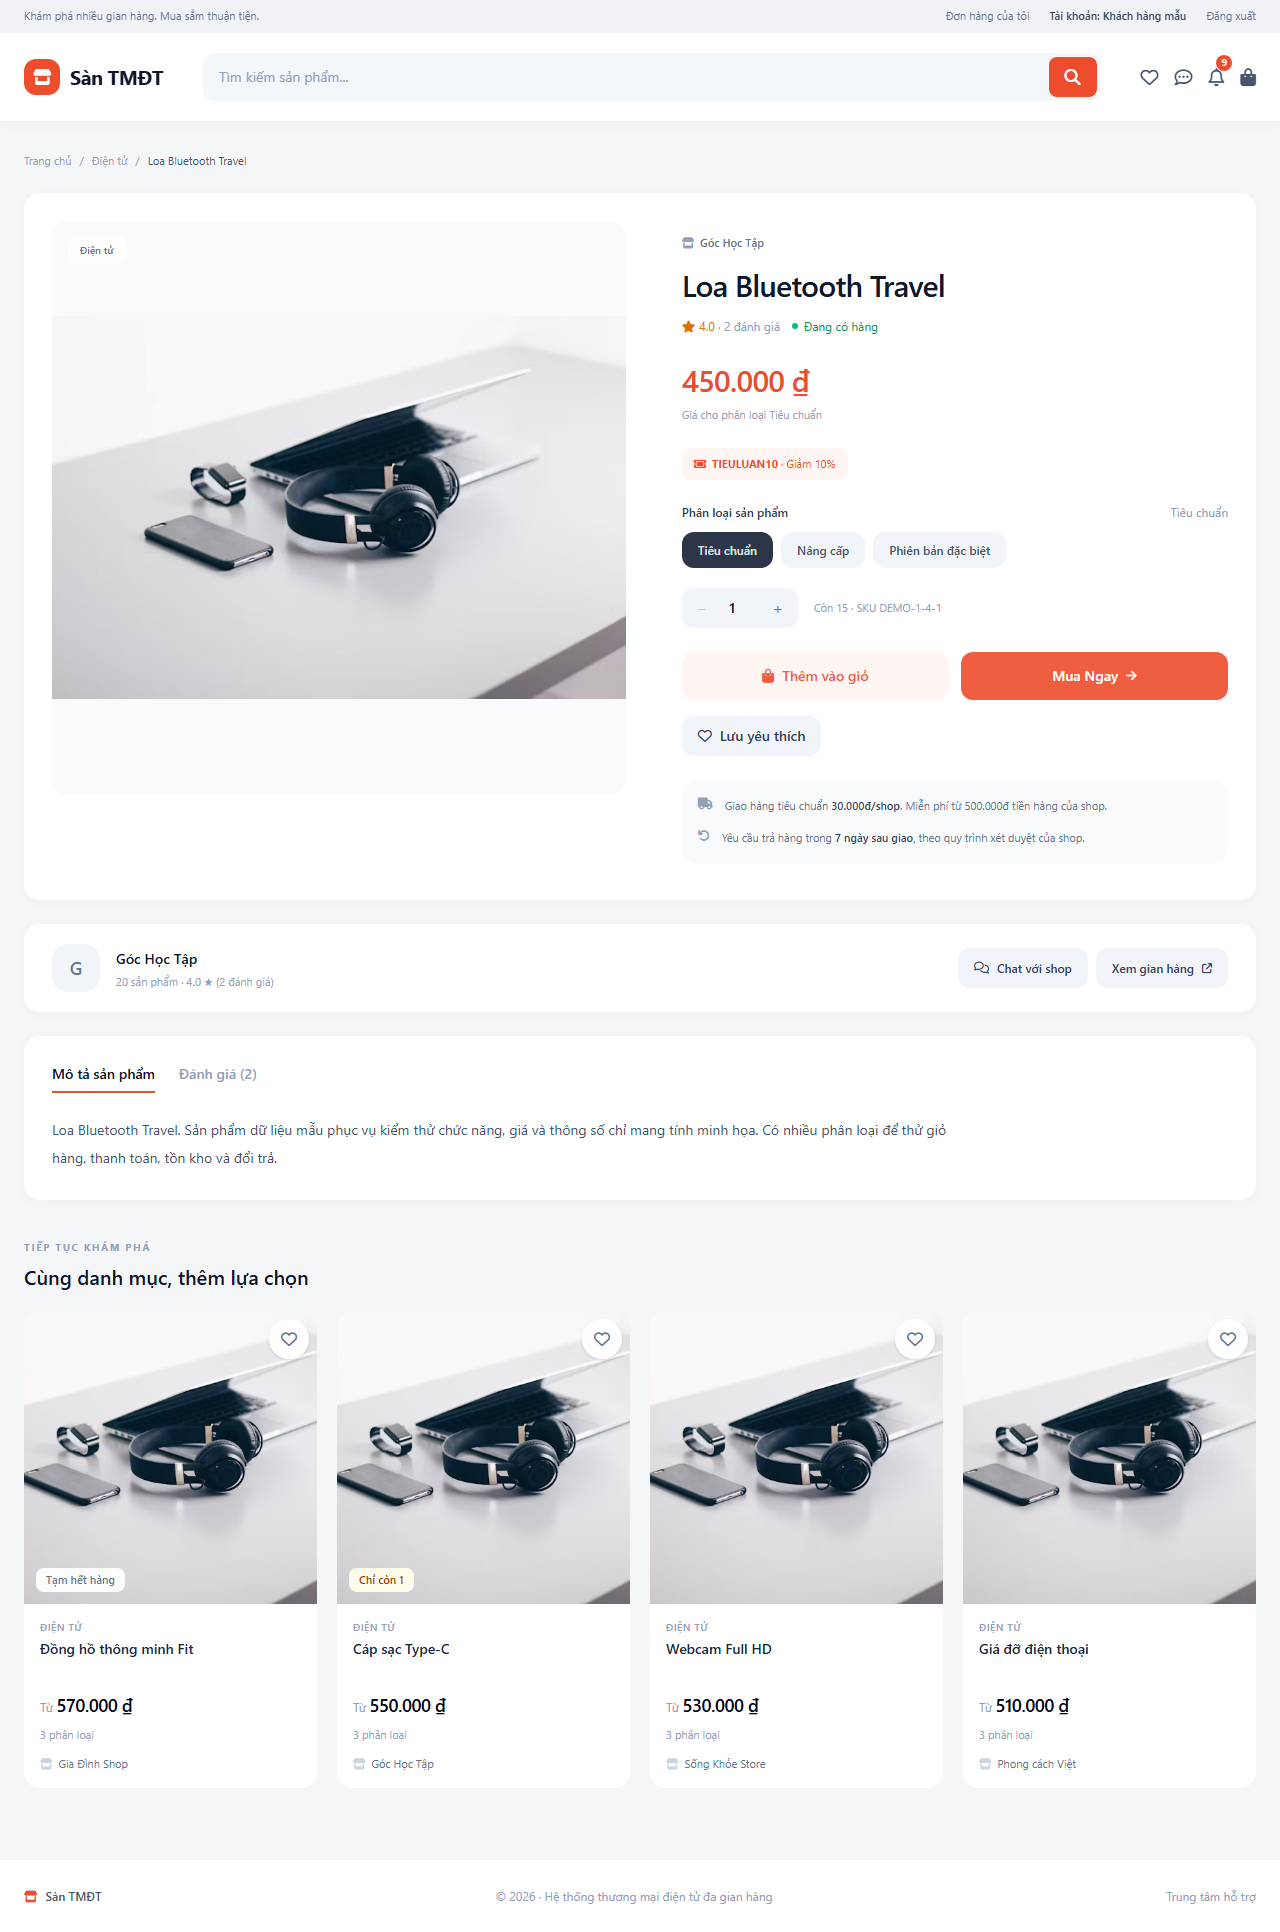 Khám phá nhiều gian hàng. Mua sắm thuận tiện.
Đơn hàng của tôi
Tài khoản: Khách hàng mẫu
Đăng xuất
Sàn TMĐT
Tìm kiếm sản phẩm...
9
Trang chủ / Điện tử / Loa Bluetooth Travel
Điện tử
Góc Học Tập
Loa Bluetooth Travel
4.0 · 2 đánh giá
Đang có hàng
450.000 ₫
Giá cho phân loại Tiêu chuẩn
TIEULUAN10 · Giảm 10%
Phân loại sản phẩm
Tiêu chuẩn
Tiêu chuẩn
Nâng cấp
Phiên bản đặc biệt
− 1 +
Còn 15 · SKU DEMO-1-4-1
Thêm vào giỏ
Mua Ngay →
Lưu yêu thích
Giao hàng tiêu chuẩn 30.000đ/shop. Miễn phí từ 500.000đ tiền hàng của shop.
Yêu cầu trả hàng trong 7 ngày sau giao, theo quy trình xét duyệt của shop.
G
Góc Học Tập
20 sản phẩm · 4.0 ★ (2 đánh giá)
Chat với shop
Xem gian hàng
Mô tả sản phẩm
Đánh giá (2)
Loa Bluetooth Travel. Sản phẩm dữ liệu mẫu phục vụ kiểm thử chức năng, giá và thông số chỉ mang tính minh họa. Có nhiều phân loại để thử giỏ
hàng, thanh toán, tồn kho và đổi trả.
TIẾP TỤC KHÁM PHÁ
Cùng danh mục, thêm lựa chọn
Tạm hết hàng
ĐIỆN TỬ
Đồng hồ thông minh Fit
Từ 570.000 ₫
3 phân loại
Gia Đình Shop
Chỉ còn 1
ĐIỆN TỬ
Cáp sạc Type-C
Từ 550.000 ₫
3 phân loại
Góc Học Tập
ĐIỆN TỬ
Webcam Full HD
Từ 530.000 ₫
3 phân loại
Sống Khỏe Store
ĐIỆN TỬ
Giá đỡ điện thoại
Từ 510.000 ₫
3 phân loại
Phong cách Việt
Sàn TMĐT
© 2026 · Hệ thống thương mại điện tử đa gian hàng
Trung tâm hỗ trợ